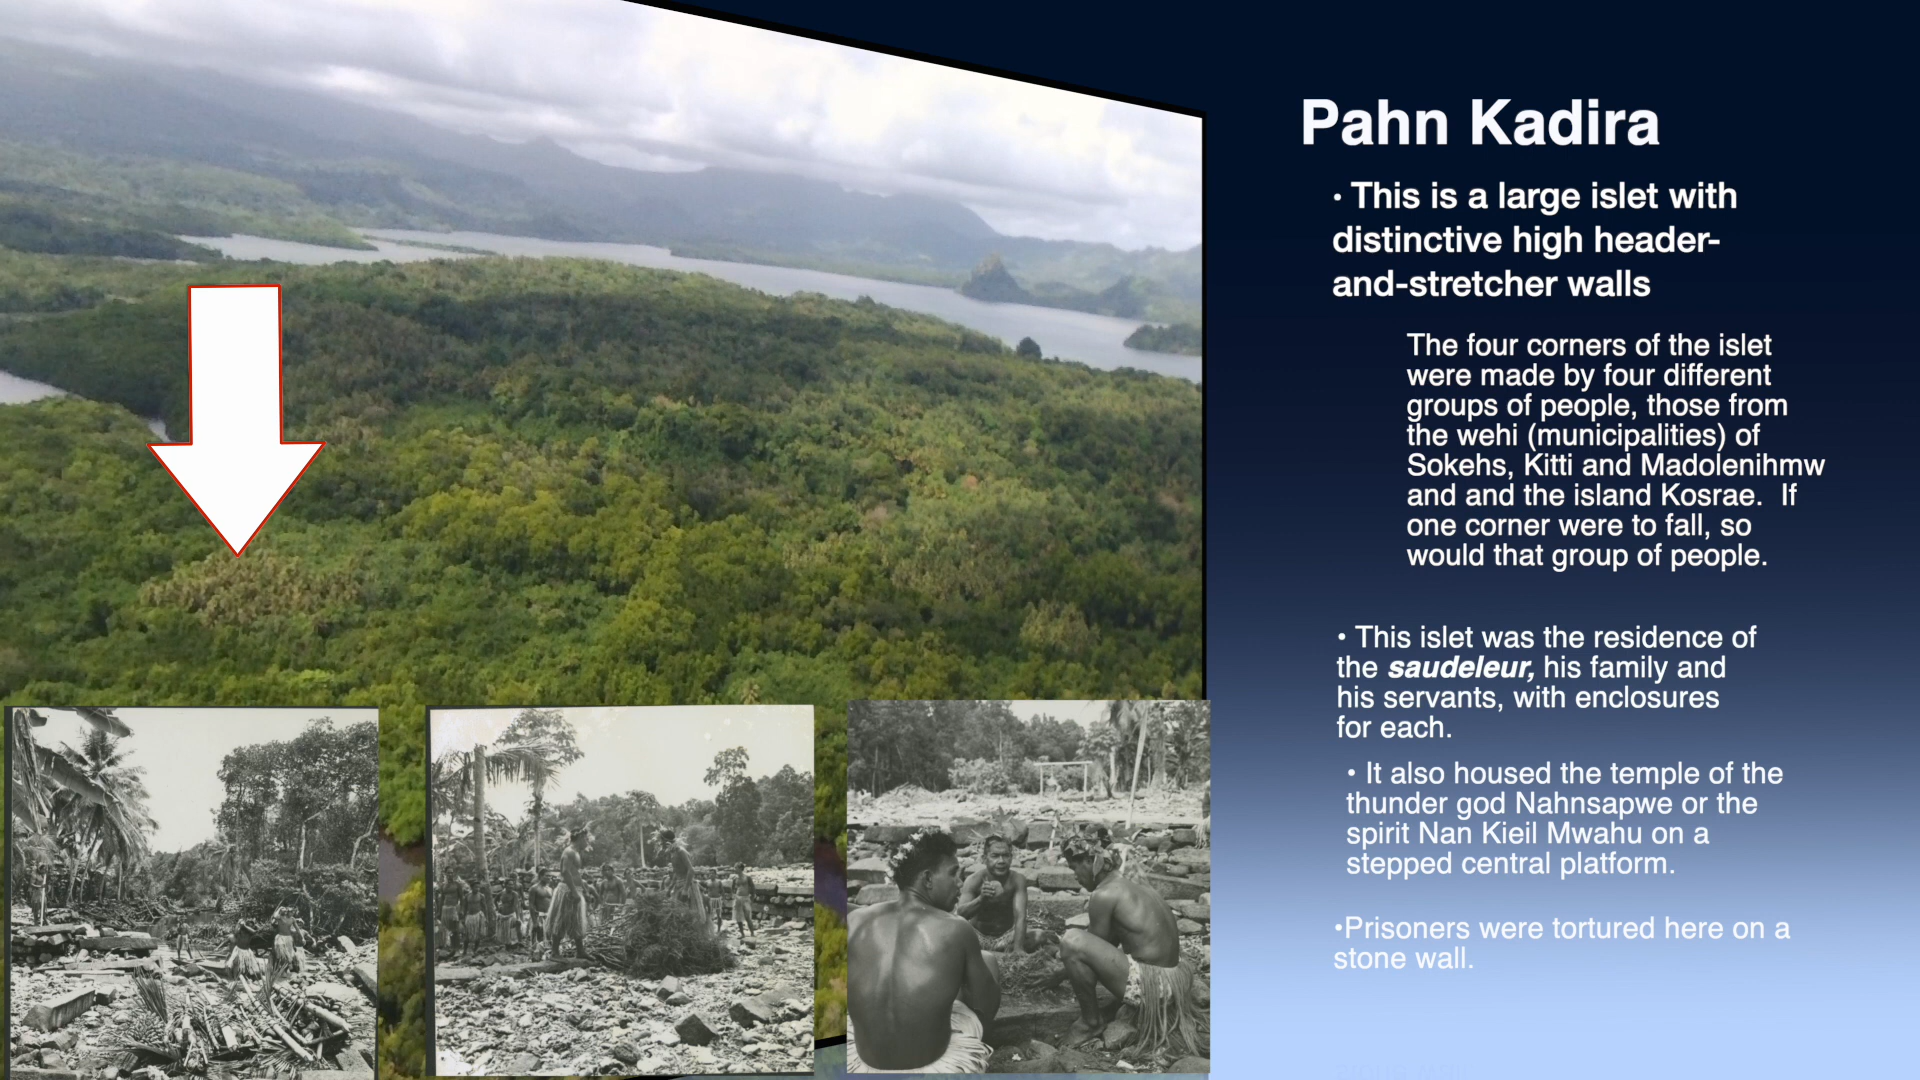 Pahn Kadira
• This is a large islet with
distinctive high header-
and-stretcher walls
The four corners of the islet
were made by four different
groups of people, those from
the wehi (municipalities) of
Sokehs, Kitti and Madolenihmw
and and the island Kosrae.  If
one corner were to fall, so
would that group of people.
• This islet was the residence of
the saudeleur, his family and
his servants, with enclosures
for each.
• It also housed the temple of the
thunder god Nahnsapwe or the
spirit Nan Kieil Mwahu on a
stepped central platform.
•Prisoners were tortured here on a
stone wall.